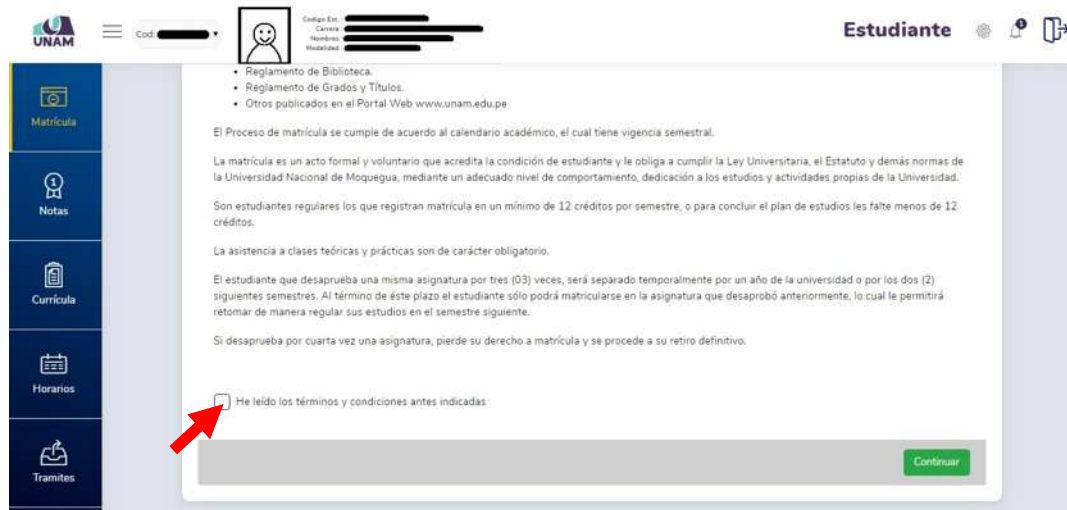 UNAM
Cod:
Codigo Est.
Carrera
Nombres
Modalidad
Estudiante
Matrícula
Notas
Currícula
Horarios
Tramites
• Reglamento de Biblioteca.
• Reglamento de Grados y Títulos.
• Otros publicados en el Portal Web www.unam.edu.pe
El Proceso de matrícula se cumple de acuerdo al calendario académico, el cual tiene vigencia semestral.
La matrícula es un acto formal y voluntario que acredita la condición de estudiante y le obliga a cumplir la Ley Universitaria, el Estatuto y demás normas de
la Universidad Nacional de Moquegua, mediante un adecuado nivel de comportamiento, dedicación a los estudios y actividades propias de la Universidad.
Son estudiantes regulares los que registran matrícula en un mínimo de 12 créditos por semestre, o para concluir el plan de estudios les falte menos de 12
créditos.
La asistencia a clases teóricas y prácticas son de carácter obligatorio.
El estudiante que desaprueba una misma asignatura por tres (03) veces, será separado temporalmente por un año de la universidad o por los dos (2)
siguientes semestres. Al término de éste plazo el estudiante sólo podrá matricularse en la asignatura que desaprobó anteriormente, lo cual le permitirá
retomar de manera regular sus estudios en el semestre siguiente.
Si desaprueba por cuarta vez una asignatura, pierde su derecho a matrícula y se procede a su retiro definitivo.
He leído los términos y condiciones antes indicadas
Continuar